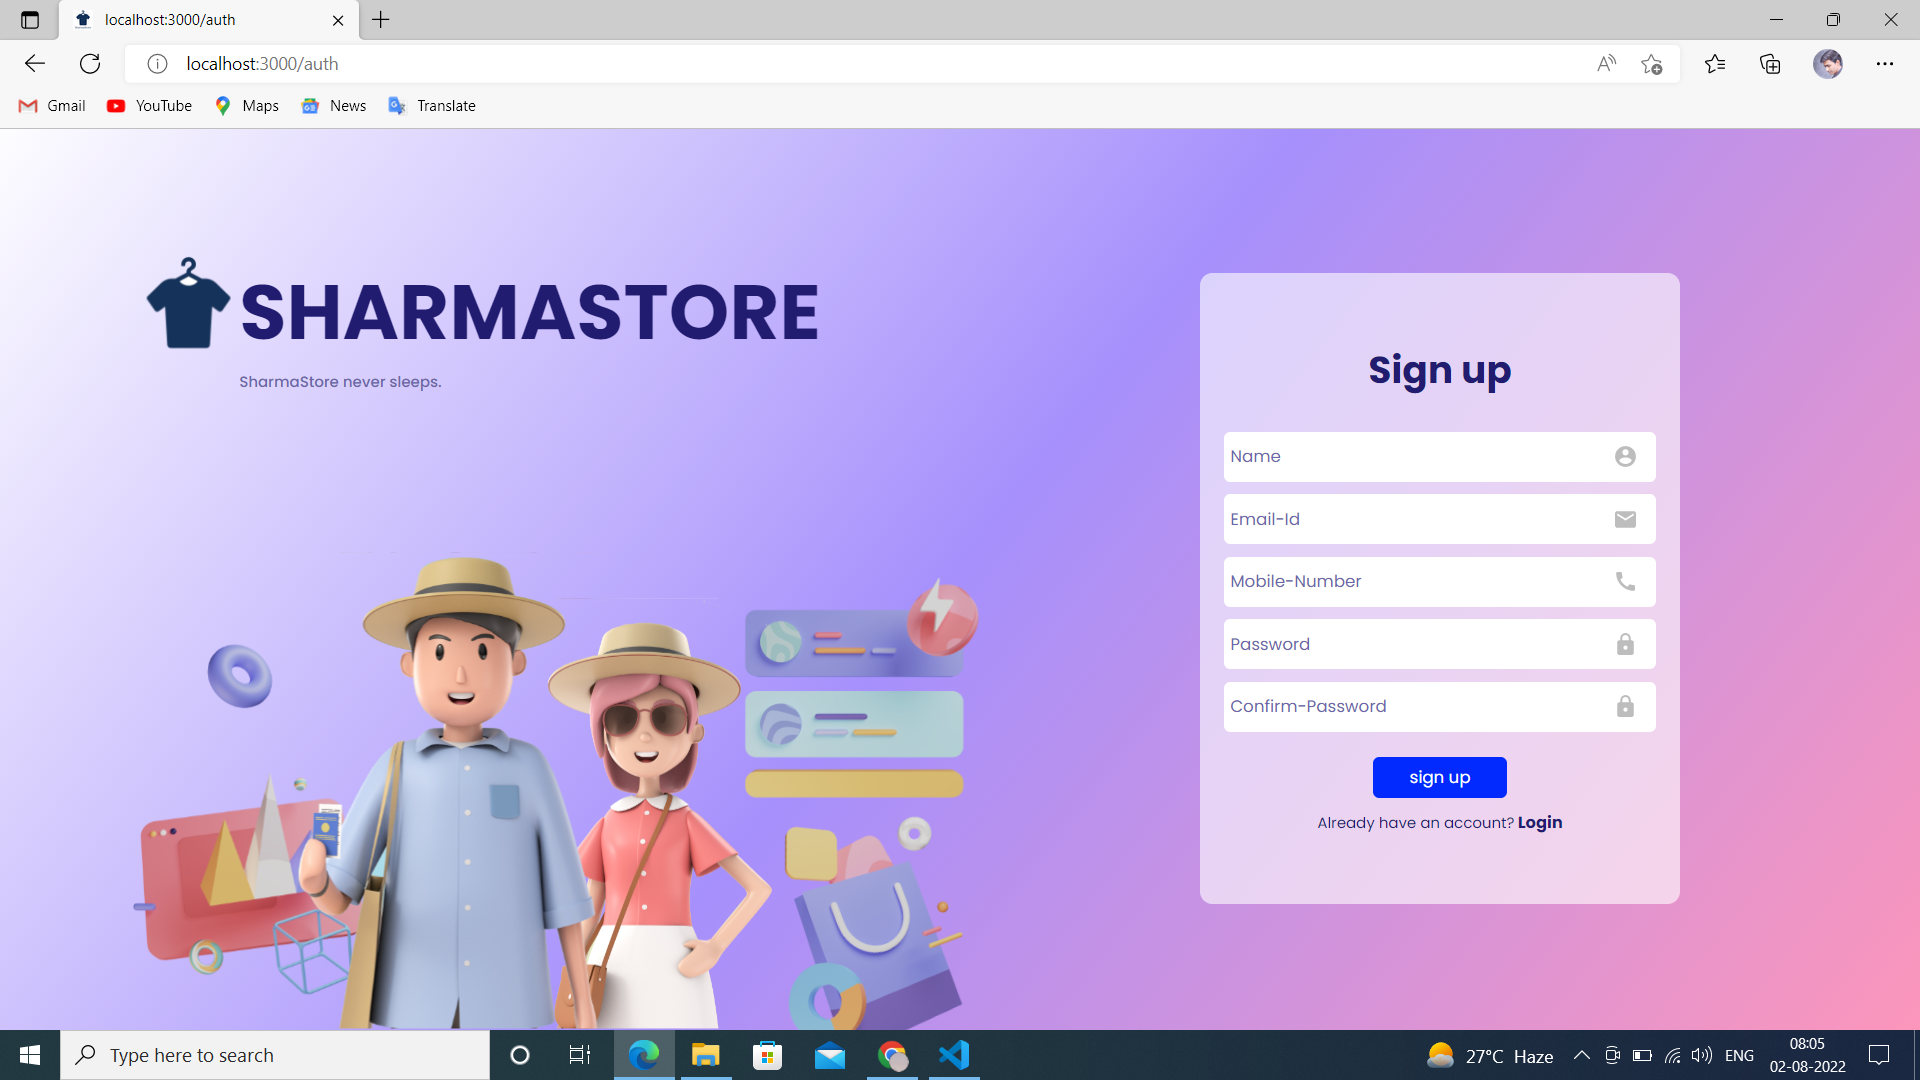 localhost:3000/auth
localhost:3000/auth
Gmail
YouTube
Maps
News
Translate
SHARMASTORE
SharmaStore never sleeps.
Sign up
Name
Email-Id
Mobile-Number
Password
Confirm-Password
sign up
Already have an account? Login
Type here to search
27°C Haze
ENG
08:05
02-08-2022